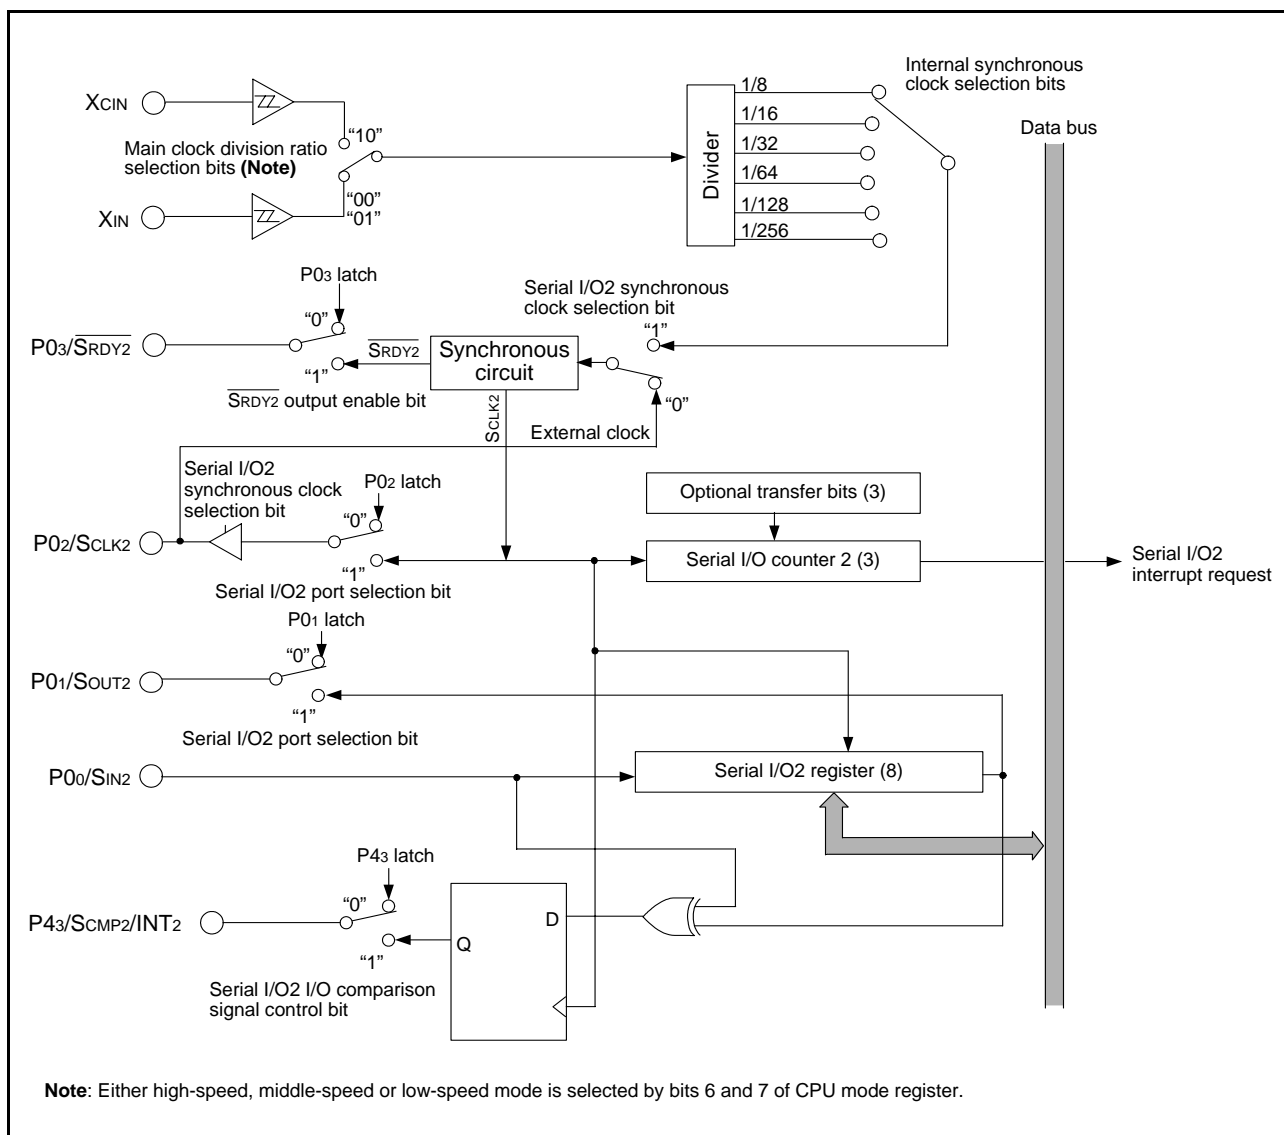 Internal synchronous
clock selection bits
Data bus
XCIN
“10”
Main clock division ratio
selection bits (Note)
“00”
“01”
XIN
Divider
1/8
1/16
1/32
1/64
1/128
1/256
P03 latch
“0”
P03/SRDY2
“1”
SRDY2
SRDY2 output enable bit
Synchronous
circuit
Serial I/O2 synchronous
clock selection bit
“1”
“0”
SCLK2
External clock
Serial I/O2
synchronous clock
selection bit
P02 latch
“0”
P02/SCLK2
“1”
Serial I/O2 port selection bit
Optional transfer bits (3)
Serial I/O counter 2 (3)
Serial I/O2
interrupt request
P01 latch
“0”
P01/SOUT2
“1”
Serial I/O2 port selection bit
P00/SIN2
Serial I/O2 register (8)
P43 latch
“0”
P43/SCMP2/INT2
“1”
Serial I/O2 I/O comparison
signal control bit
D
Q
Note: Either high-speed, middle-speed or low-speed mode is selected by bits 6 and 7 of CPU mode register.